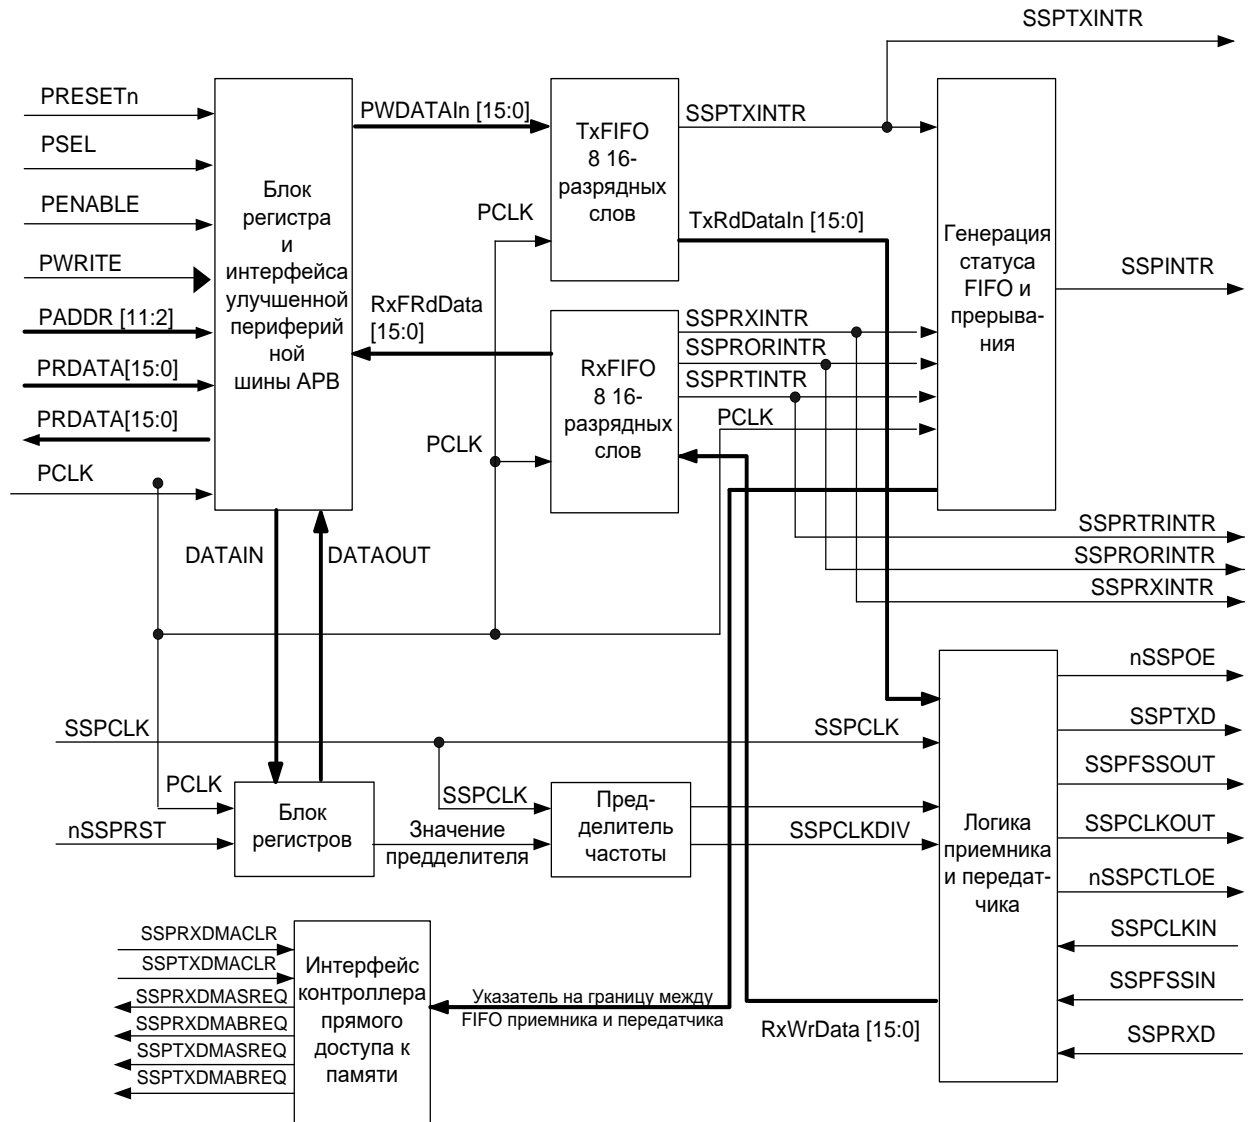 SSPTXINTR
PRESETn
PSEL
PENABLE
PWRITE
PADDR [11:2]
PRDATA[15:0]
PRDATA[15:0]
PCLK
Блок
регистра
и
интерфейса
улучшенной
периферий
ной
шины APB
PWDATAIn [15:0]
RxFRdData
[15:0]
PCLK
PCLK
TxFIFO
8 16-
разрядных
слов
RxFIFO
8 16-
разрядных
слов
SSPTXINTR
TxRdDataIn [15:0]
SSPRXINTR
SSPRORINTR
SSPRTINTR
PCLK
Генерация
статуса
FIFO и
прерыва-
ния
SSPINTR
SSPRTRINTR
SSPRORINTR
SSPRXINTR
DATAIN
DATAOUT
SSPCLK
SSPCLK
PCLK
nSSPRST
Блок
регистров
SSPCLK
Значение
предделителя
Пред-
делитель
частоты
SSPCLKDIV
Логика
приемника
и передат-
чика
nSSPOE
SSPTXD
SSPFSSOUT
SSPCLKOUT
nSSPCTLOE
SSPCLKIN
SSPFSSIN
SSPRXD
SSPRXDMACLR
SSPTXDMACLR
SSPRXDMASREQ
SSPRXDMABREQ
SSPTXDMASREQ
SSPTXDMABREQ
Интерфейс
контроллера
прямого
доступа к
памяти
Указатель на границу между
FIFO приемника и передатчика
RxWrData [15:0]